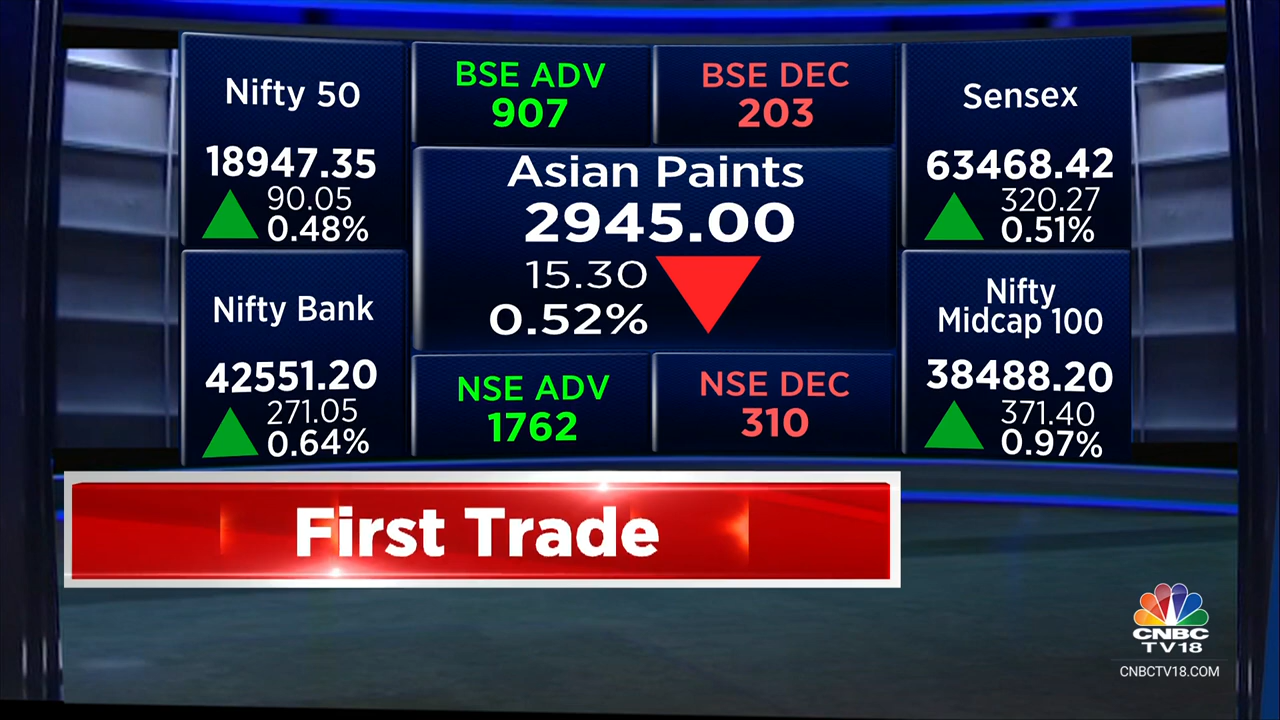 Nifty 50
18947.35
90.05
0.48%
Nifty Bank
42551.20
271.05
0.64%
BSE ADV
907
BSE DEC
203
Asian Paints
2945.00
15.30
0.52%
NSE ADV
1762
NSE DEC
310
Sensex
63468.42
320.27
0.51%
Nifty
Midcap 100
38488.20
371.40
0.97%
First Trade
CNBC
TV18
CNBCTV18.COM